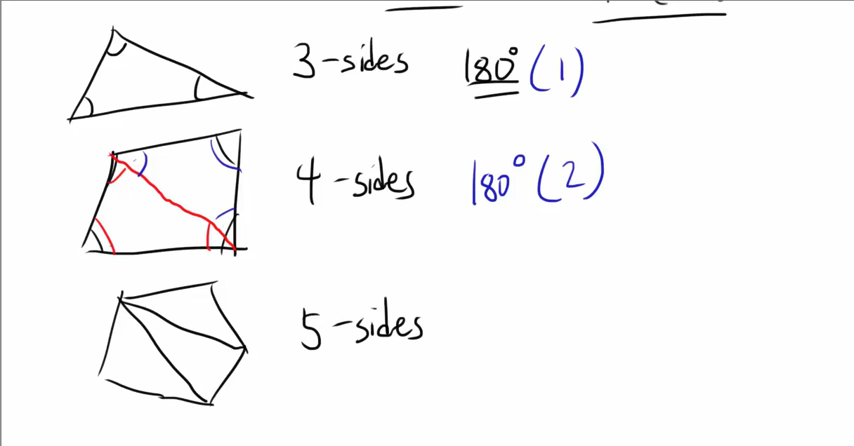 3-sides 180° (1)
4-sides 180° (2)
5-sides